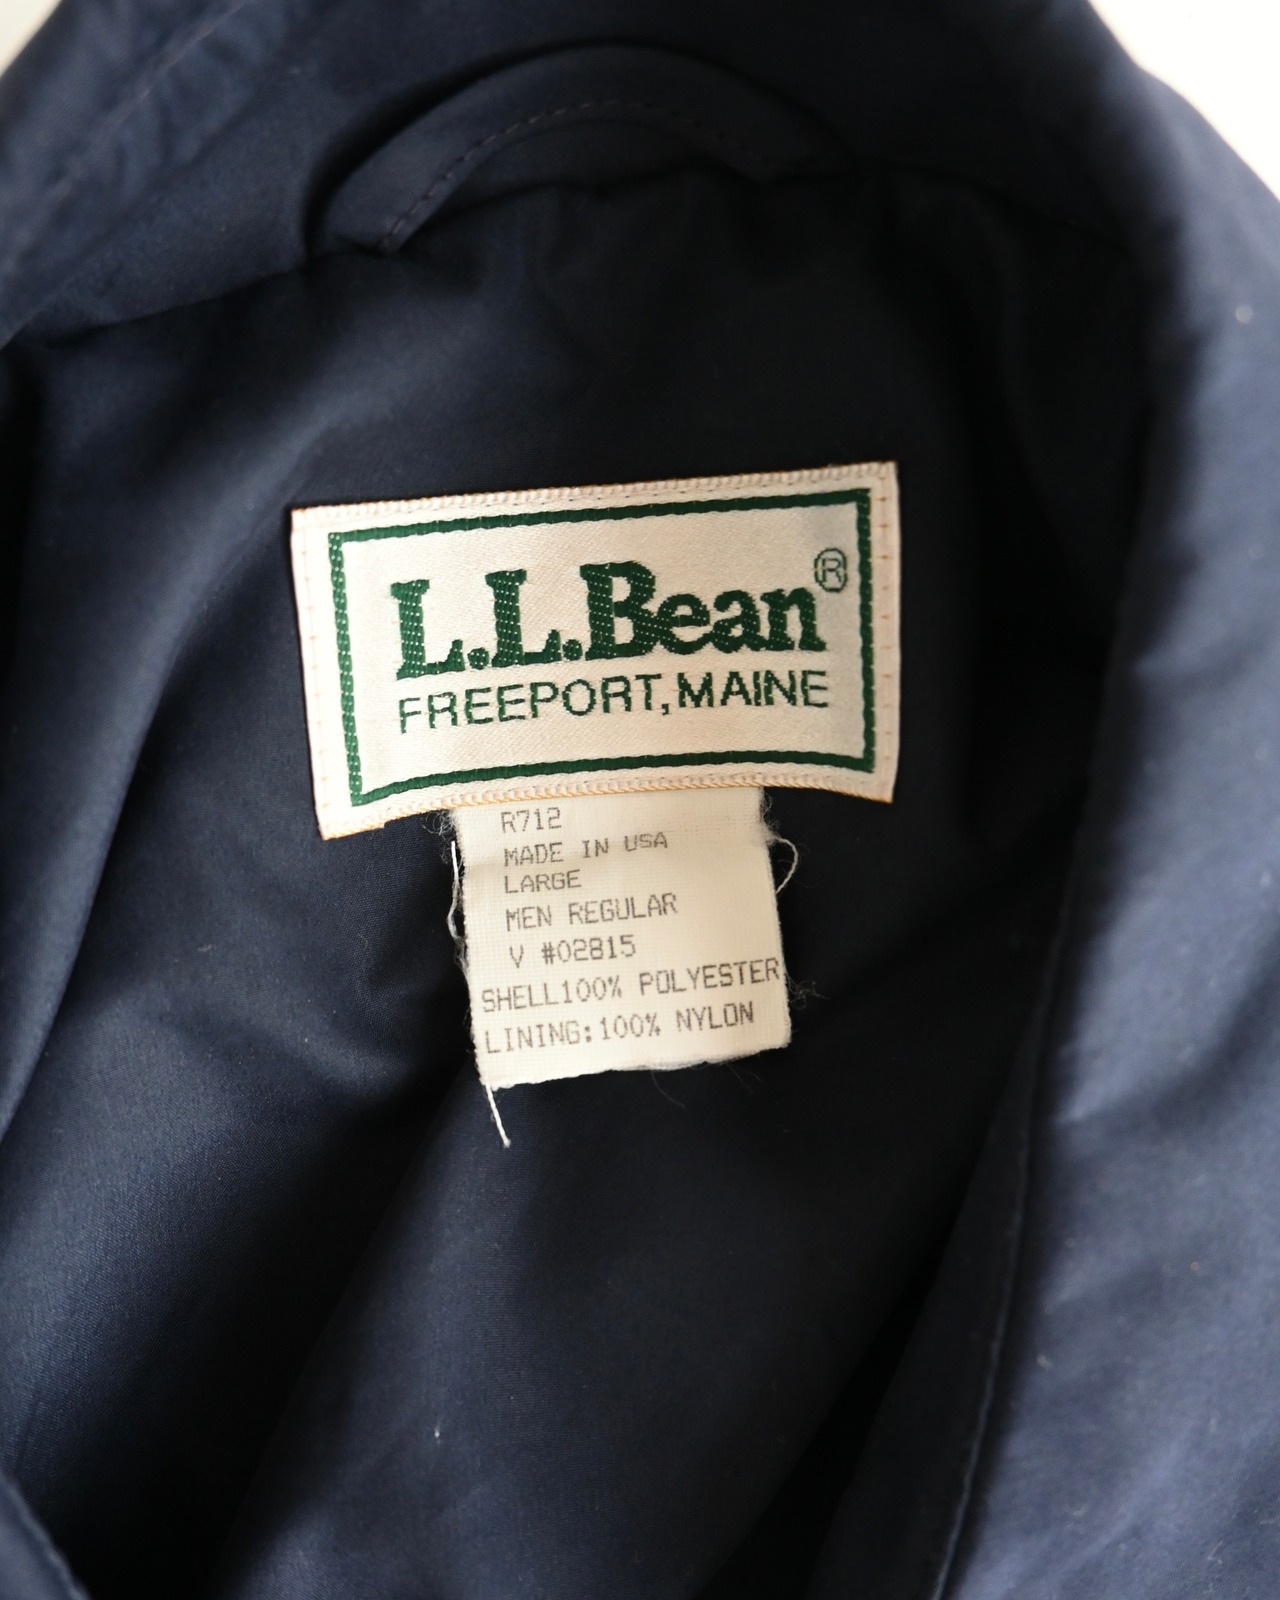 L.L.Bean®
FREEPORT, MAINE
R712
MADE IN USA
LARGE
MEN REGULAR
V #02815
SHELL100% POLYESTER
LINING:100% NYLON